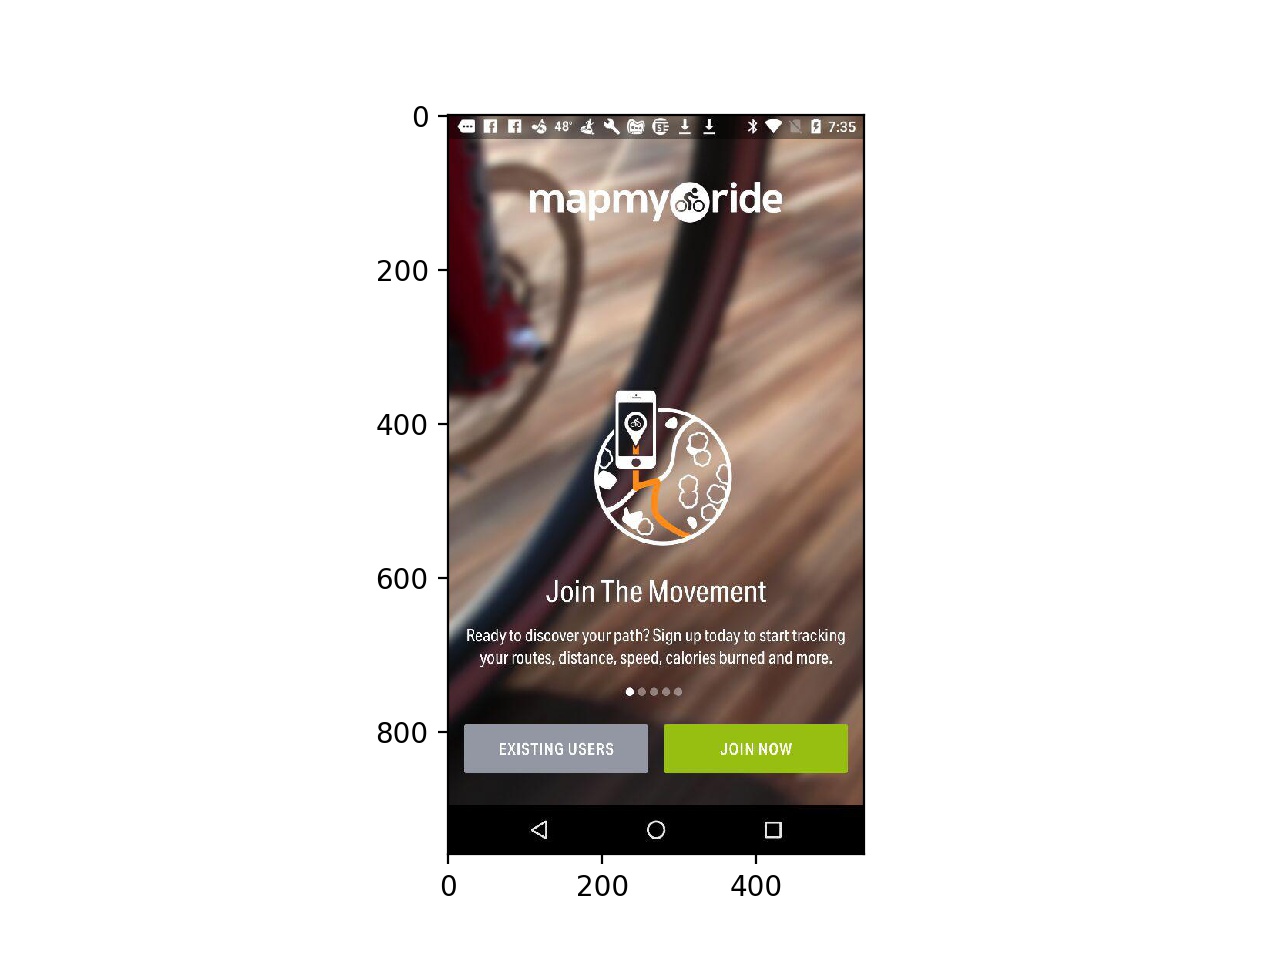 0
48°
7:35
mapmyride
200
400
600
Join The Movement
Ready to discover your path? Sign up today to start tracking
your routes, distance, speed, calories burned and more.
800
EXISTING USERS
JOIN NOW
0
200
400